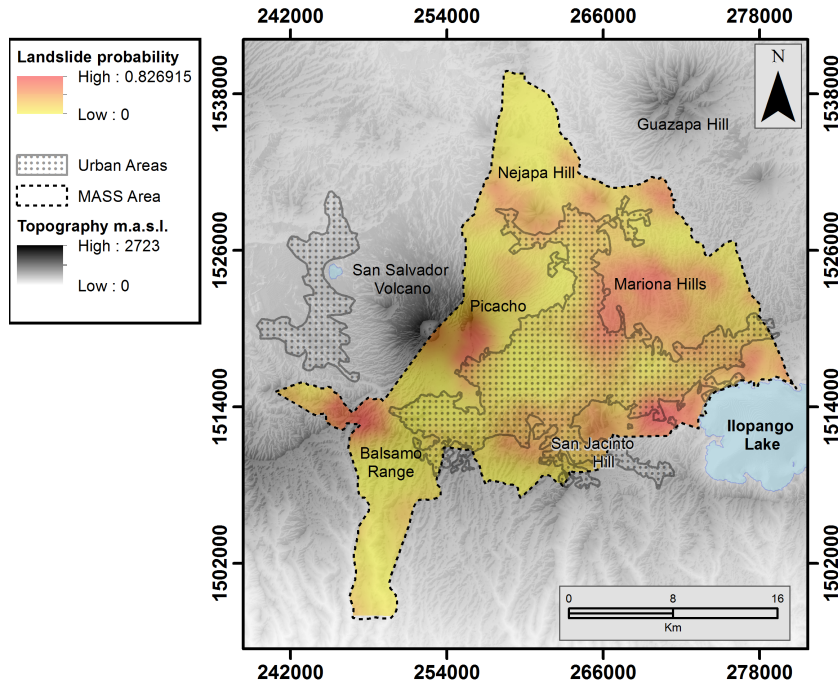 242000 254000 266000 278000
Landslide probability
High : 0.826915
Low : 0
Urban Areas
MASS Area
Topography m.a.s.l.
High : 2723
Low : 0
1538000
1526000
1514000
1502000
N
Guazapa Hill
Nejapa Hill
San Salvador
Volcano
Mariona Hills
Picacho
Ilopango
Lake
San Jacinto
Hill
Balsamo
Range
0 8 16
Km
1538000
1526000
1514000
1502000
242000 254000 266000 278000